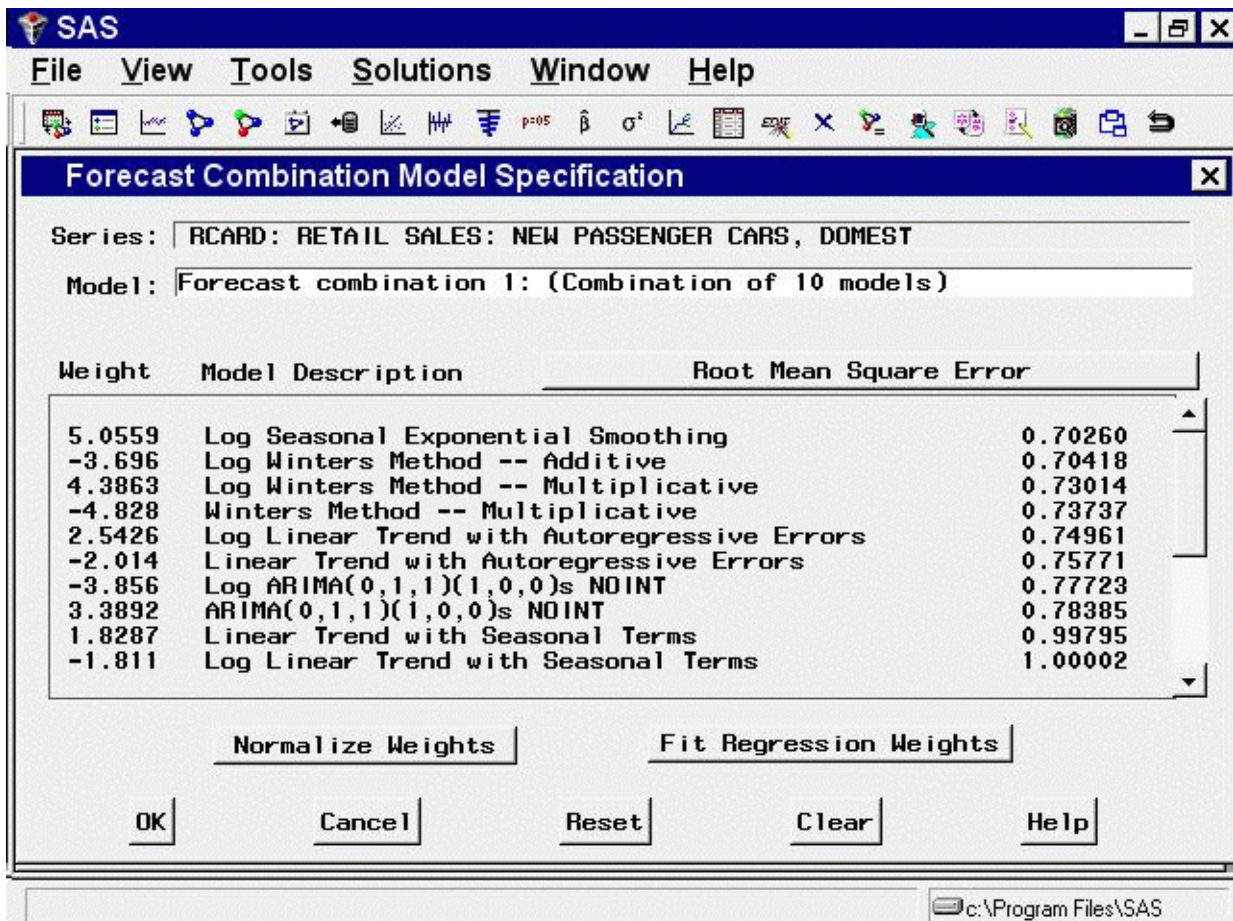 SAS
File View Tools Solutions Window Help
p=05 β̂ σ² EDIT
Forecast Combination Model Specification
Series: RCARD: RETAIL SALES: NEW PASSENGER CARS, DOMEST
Model: Forecast combination 1: (Combination of 10 models)
Weight Model Description Root Mean Square Error
5.0559 Log Seasonal Exponential Smoothing 0.70260
-3.696 Log Winters Method -- Additive 0.70418
4.3863 Log Winters Method -- Multiplicative 0.73014
-4.828 Winters Method -- Multiplicative 0.73737
2.5426 Log Linear Trend with Autoregressive Errors 0.74961
-2.014 Linear Trend with Autoregressive Errors 0.75771
-3.856 Log ARIMA(0,1,1)(1,0,0)s NOINT 0.77723
3.3892 ARIMA(0,1,1)(1,0,0)s NOINT 0.78385
1.8287 Linear Trend with Seasonal Terms 0.99795
-1.811 Log Linear Trend with Seasonal Terms 1.00002
Normalize Weights Fit Regression Weights
OK Cancel Reset Clear Help
c:\Program Files\SAS